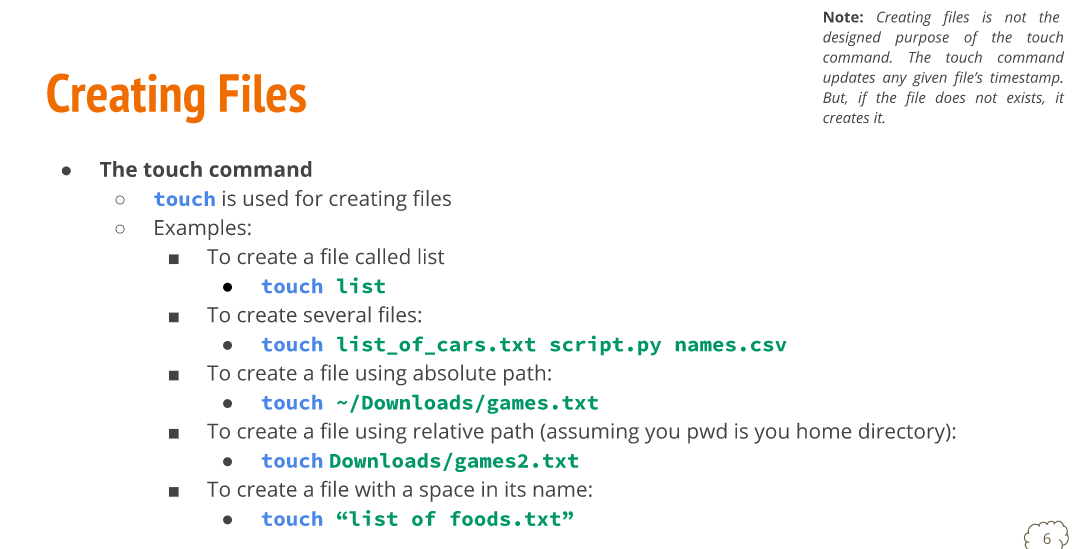 Note: Creating files is not the
designed purpose of the touch
command. The touch command
updates any given file's timestamp.
But, if the file does not exists, it
creates it.
Creating Files
● The touch command
○ touch is used for creating files
○ Examples:
■ To create a file called list
● touch list
■ To create several files:
● touch list_of_cars.txt script.py names.csv
■ To create a file using absolute path:
● touch ~/Downloads/games.txt
■ To create a file using relative path (assuming you pwd is you home directory):
● touch Downloads/games2.txt
■ To create a file with a space in its name:
● touch “list of foods.txt”
6